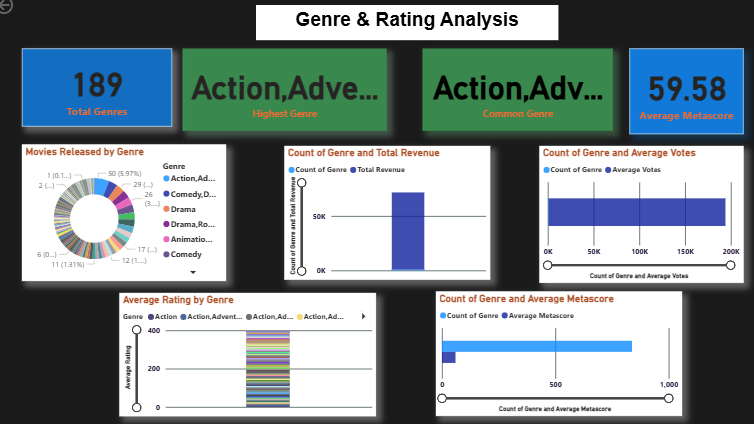 Genre & Rating Analysis
189
Total Genres
Action,Adve...
Highest Genre
Action,Adv...
Common Genre
59.58
Average Metascore
Movies Released by Genre
1 (0.1...)
2 (...)
6 (0...)
11 (1.31%)
12 (1....)
17 (...)
26
(3....)
29 (...)
50 (5.97%)
Genre
Action,Ad...
Comedy,D...
Drama
Drama,Ro...
Animatio...
Comedy
Count of Genre and Total Revenue
Count of Genre Total Revenue
Count of Genre and Total Revenue
50K
0K
Count of Genre and Average Votes
Count of Genre Average Votes
0K 50K 100K 150K 200K
Count of Genre and Average Votes
Average Rating by Genre
Genre Action Action,Advent... Action,Ad... Action,Ad...
Average Rating
400
200
0
Count of Genre and Average Metascore
Count of Genre Average Metascore
0 500 1,000
Count of Genre and Average Metascore